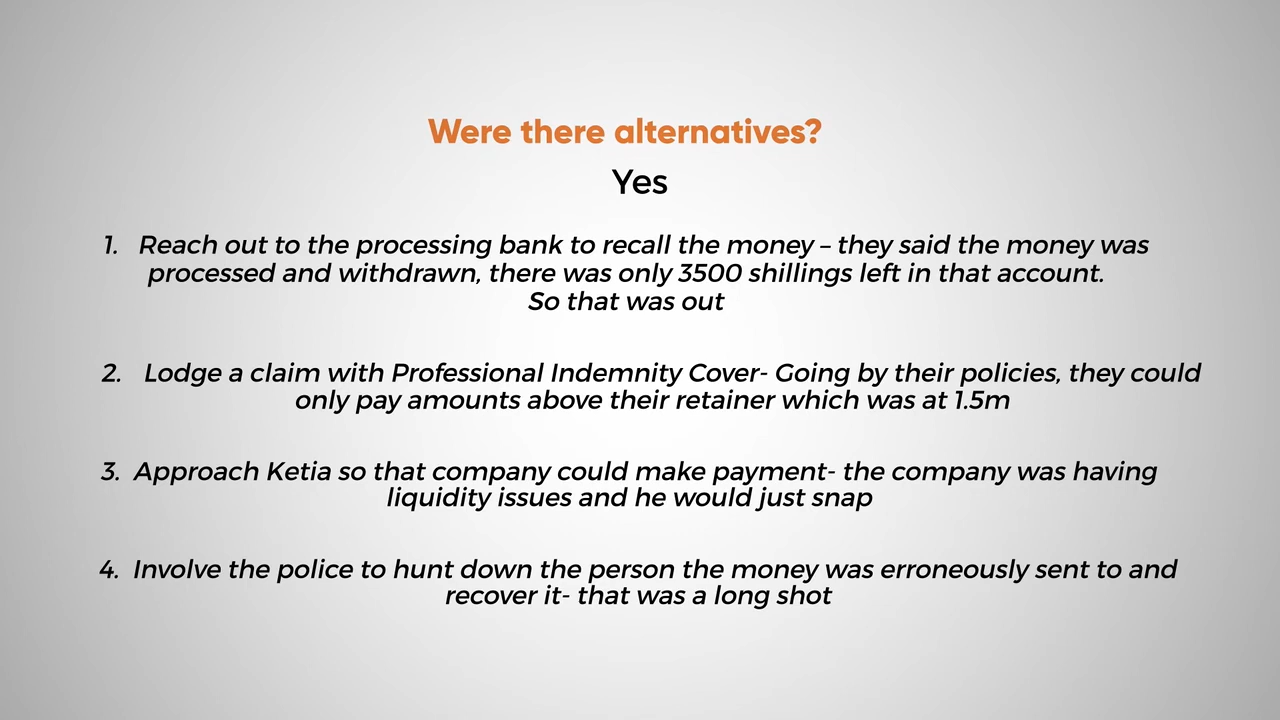 Were there alternatives?
Yes
1. Reach out to the processing bank to recall the money – they said the money was
processed and withdrawn, there was only 3500 shillings left in that account.
So that was out
2. Lodge a claim with Professional Indemnity Cover- Going by their policies, they could
only pay amounts above their retainer which was at 1.5m
3. Approach Ketia so that company could make payment- the company was having
liquidity issues and he would just snap
4. Involve the police to hunt down the person the money was erroneously sent to and
recover it- that was a long shot